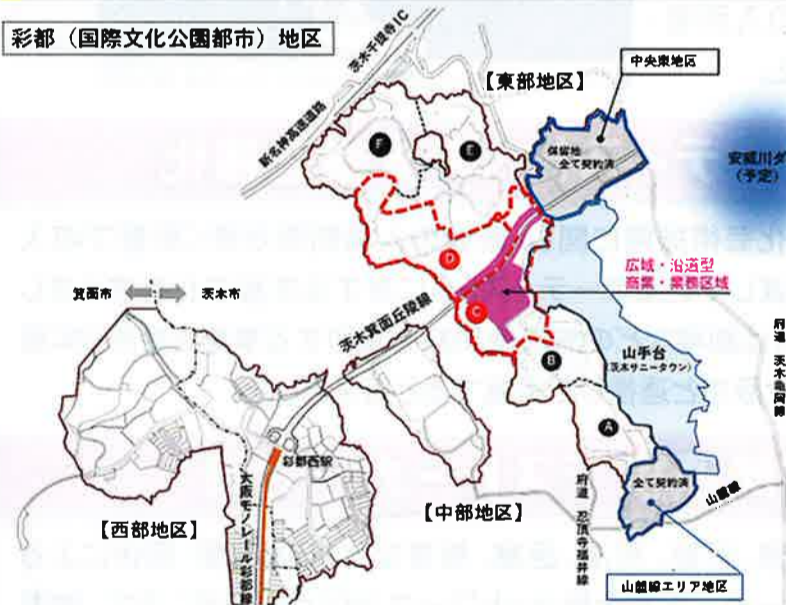 彩都（国際文化公園都市）地区
茨木千提寺IC
新名神高速道路
【東部地区】
中央東地区
保留地
全て契約済
安威川ダ
（予定）
F
E
D
C
B
A
広域・沿道型
商業・業務区域
箕面市
茨木市
茨木箕面丘陵線
山手台
（茨木サニータウン）
府道 茨木亀岡線
彩都西駅
大阪モノレール彩都線
【西部地区】
【中部地区】
府道 忍頂寺福井線
全て契約済
山麓線
山麓線エリア地区